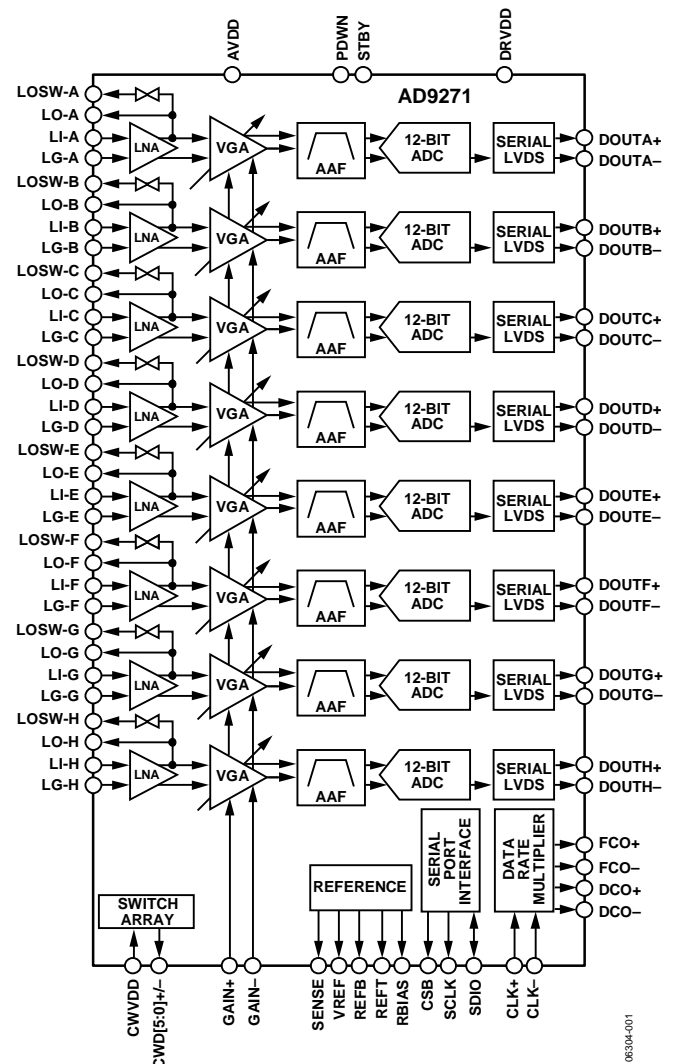 AVDD
PDWN
STBY
DRVDD
AD9271
LOSW-A
LO-A
LI-A
LG-A
LNA
VGA
AAF
12-BIT
ADC
SERIAL
LVDS
DOUTA+
DOUTA–
LOSW-B
LO-B
LI-B
LG-B
LNA
VGA
AAF
12-BIT
ADC
SERIAL
LVDS
DOUTB+
DOUTB–
LOSW-C
LO-C
LI-C
LG-C
LNA
VGA
AAF
12-BIT
ADC
SERIAL
LVDS
DOUTC+
DOUTC–
LOSW-D
LO-D
LI-D
LG-D
LNA
VGA
AAF
12-BIT
ADC
SERIAL
LVDS
DOUTD+
DOUTD–
LOSW-E
LO-E
LI-E
LG-E
LNA
VGA
AAF
12-BIT
ADC
SERIAL
LVDS
DOUTE+
DOUTE–
LOSW-F
LO-F
LI-F
LG-F
LNA
VGA
AAF
12-BIT
ADC
SERIAL
LVDS
DOUTF+
DOUTF–
LOSW-G
LO-G
LI-G
LG-G
LNA
VGA
AAF
12-BIT
ADC
SERIAL
LVDS
DOUTG+
DOUTG–
LOSW-H
LO-H
LI-H
LG-H
LNA
VGA
AAF
12-BIT
ADC
SERIAL
LVDS
DOUTH+
DOUTH–
SWITCH
ARRAY
REFERENCE
SERIAL
PORT
INTERFACE
DATA
RATE
MULTIPLIER
FCO+
FCO–
DCO+
DCO–
CWVDD
CWD[5:0]+/–
GAIN+
GAIN–
SENSE
VREF
REFB
REFT
RBIAS
CSB
SCLK
SDIO
CLK+
CLK–
06304-001